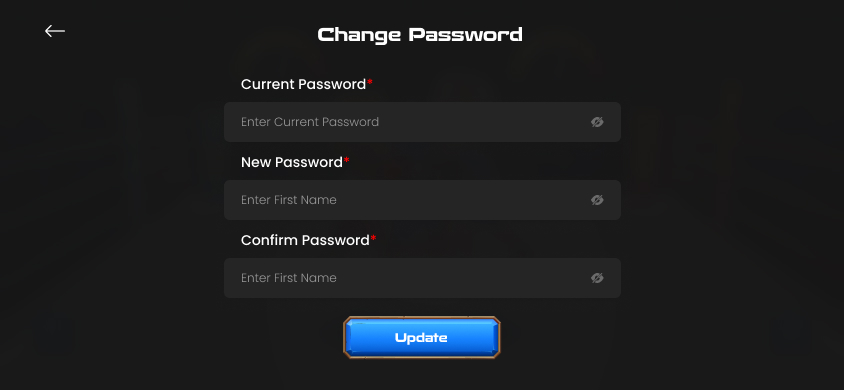 Change Password
Current Password*
Enter Current Password
New Password*
Enter First Name
Confirm Password*
Enter First Name
Update